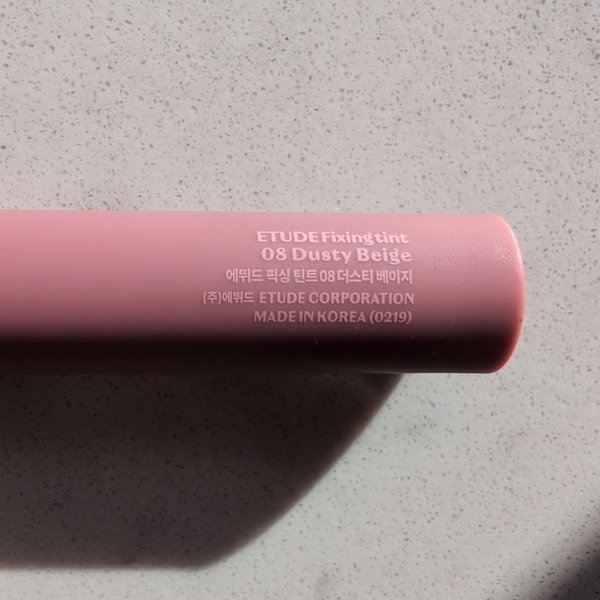 ETUDE Fixing tint
08 Dusty Beige
에뛰드 픽싱 틴트 08 더스티 베이지
(주)에뛰드 ETUDE CORPORATION
MADE IN KOREA (0219)